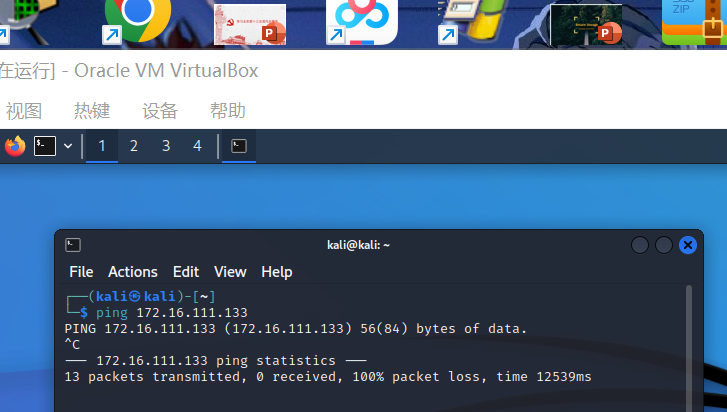 P
P
ZIP
在运行] - Oracle VM VirtualBox
视图 热键 设备 帮助
$_ 1 2 3 4 $_
kali@kali: ~
File Actions Edit View Help
┌──(kali㉿kali)-[~]
└─$ ping 172.16.111.133
PING 172.16.111.133 (172.16.111.133) 56(84) bytes of data.
^C
--- 172.16.111.133 ping statistics ---
13 packets transmitted, 0 received, 100% packet loss, time 12539ms